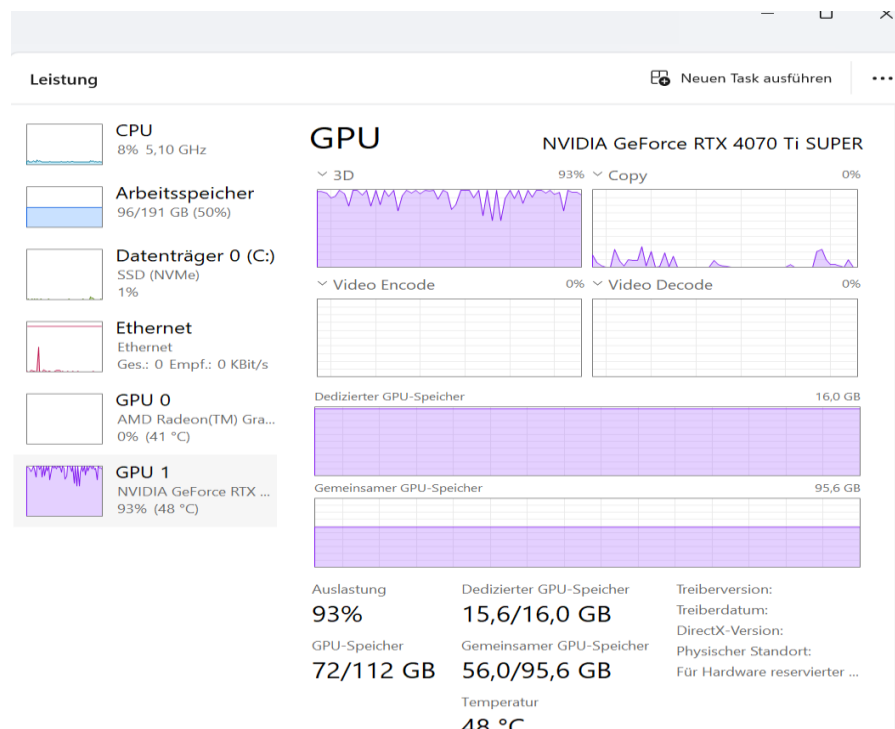 Leistung
Neuen Task ausführen
CPU
8% 5,10 GHz
Arbeitsspeicher
96/191 GB (50%)
Datenträger 0 (C:)
SSD (NVMe)
1%
Ethernet
Ethernet
Ges.: 0 Empf.: 0 KBit/s
GPU 0
AMD Radeon(TM) Gra...
0% (41 °C)
GPU 1
NVIDIA GeForce RTX ...
93% (48 °C)
GPU
NVIDIA GeForce RTX 4070 Ti SUPER
3D 93%
Copy 0%
Video Encode 0%
Video Decode 0%
Dedizierter GPU-Speicher 16,0 GB
Gemeinsamer GPU-Speicher 95,6 GB
Auslastung
93%
Dedizierter GPU-Speicher
15,6/16,0 GB
GPU-Speicher
72/112 GB
Gemeinsamer GPU-Speicher
56,0/95,6 GB
Temperatur
48 °C
Treiberversion:
Treiberdatum:
DirectX-Version:
Physischer Standort:
Für Hardware reservierter ...